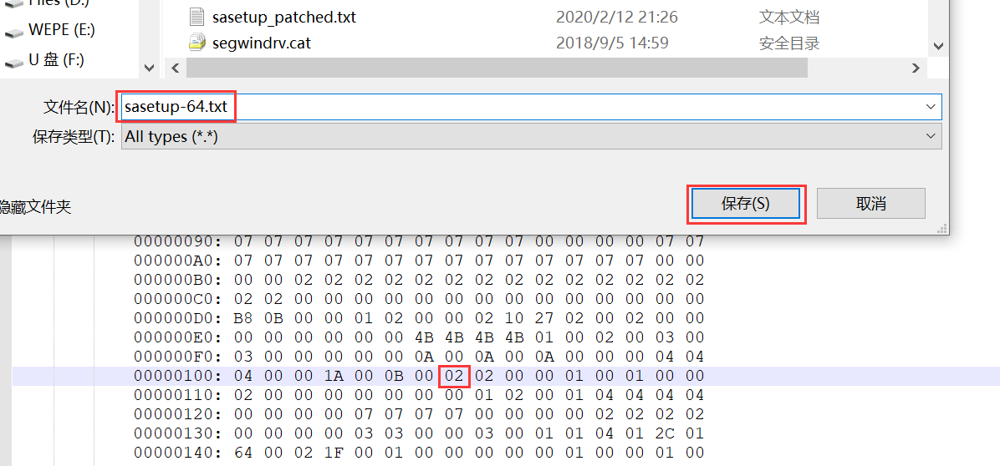 Files (D:)
sasetup_patched.txt 2020/2/12 21:26 文本文档
WEPE (E:)
segwindrv.cat 2018/9/5 14:59 安全目录
U 盘 (F:)
文件名(N): sasetup-64.txt
保存类型(T): All types (*.*)
隐藏文件夹 保存(S) 取消
00000090: 07 07 07 07 07 07 07 07 07 07 00 00 00 00 07 07
000000A0: 07 07 07 07 07 07 07 07 07 07 07 07 07 07 00 00
000000B0: 00 00 02 02 02 02 02 02 02 02 02 02 02 02 02 02
000000C0: 02 02 00 00 00 00 00 00 00 00 00 00 00 00 00 00
000000D0: B8 0B 00 00 01 02 00 00 02 10 27 02 00 02 00 00
000000E0: 00 00 00 00 00 00 4B 4B 4B 4B 01 00 02 00 03 00
000000F0: 03 00 00 00 00 00 0A 00 0A 00 0A 00 00 00 04 04
00000100: 04 00 00 1A 00 0B 00 02 02 00 00 01 00 01 00 00
00000110: 02 00 00 00 00 00 00 00 01 02 00 01 04 04 04 04
00000120: 00 00 00 00 07 07 07 07 00 00 00 00 02 02 02 02
00000130: 00 00 00 00 03 03 00 00 03 00 01 01 04 01 2C 01
00000140: 64 00 02 1F 00 01 00 00 00 00 00 01 00 00 01 00